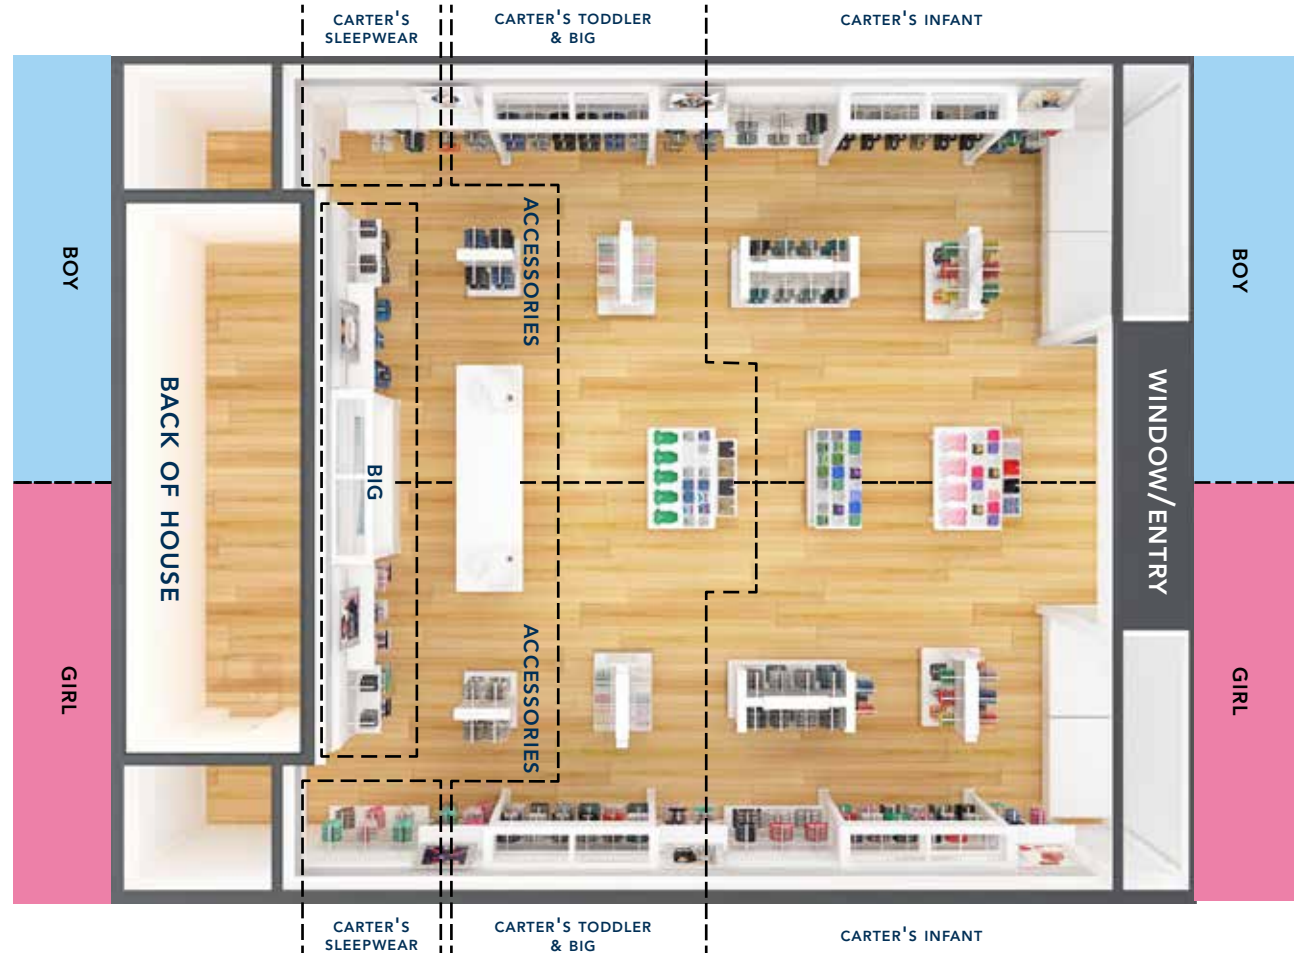 CARTER'S
SLEEPWEAR
CARTER'S TODDLER
& BIG
CARTER'S INFANT
BOY
BOY
ACCESSORIES
BACK OF HOUSE
BIG
WINDOW/ENTRY
ACCESSORIES
GIRL
GIRL
CARTER'S
SLEEPWEAR
CARTER'S TODDLER
& BIG
CARTER'S INFANT